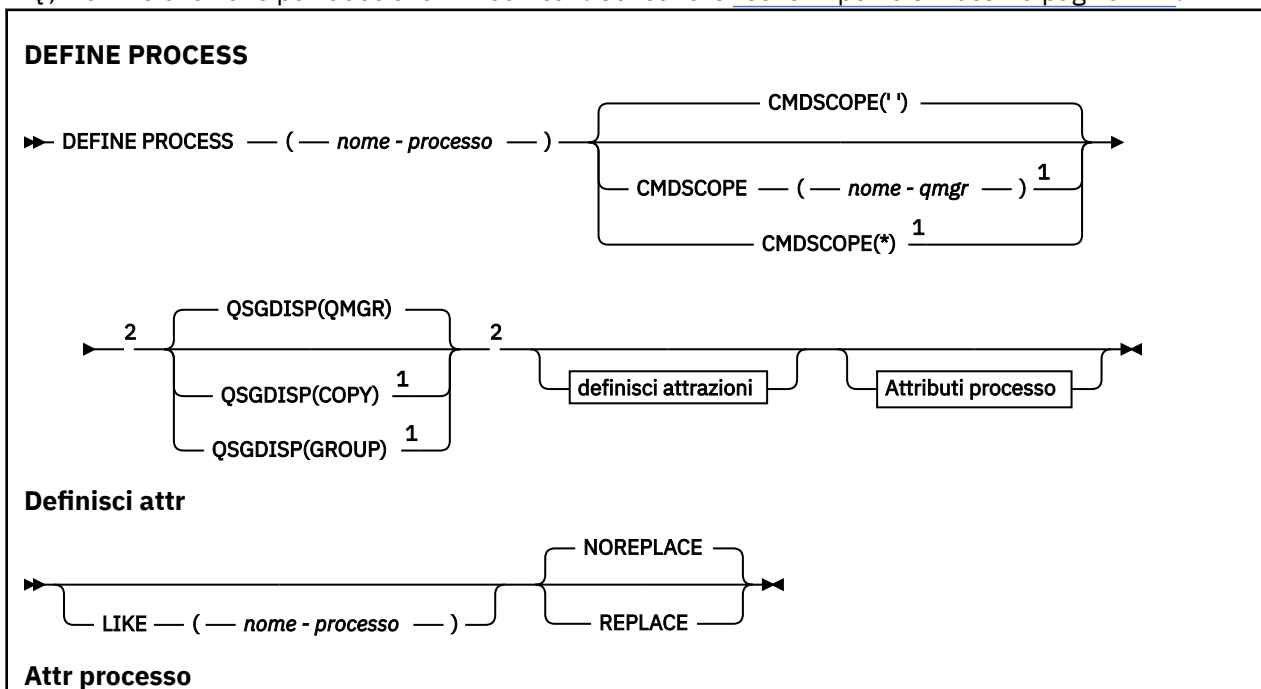 DEFINE PROCESS
CMDSCOPE(' ')
DEFINE PROCESS ( nome - processo )
CMDSCOPE ( nome - qmgr ) 1
CMDSCOPE(*) 1
QSGDISP(QMGR)
2 2
QSGDISP(COPY) 1
definisci attrazioni Attributi processo
QSGDISP(GROUP) 1
Definisci attr
NOREPLACE
LIKE ( nome - processo ) REPLACE
Attr processo